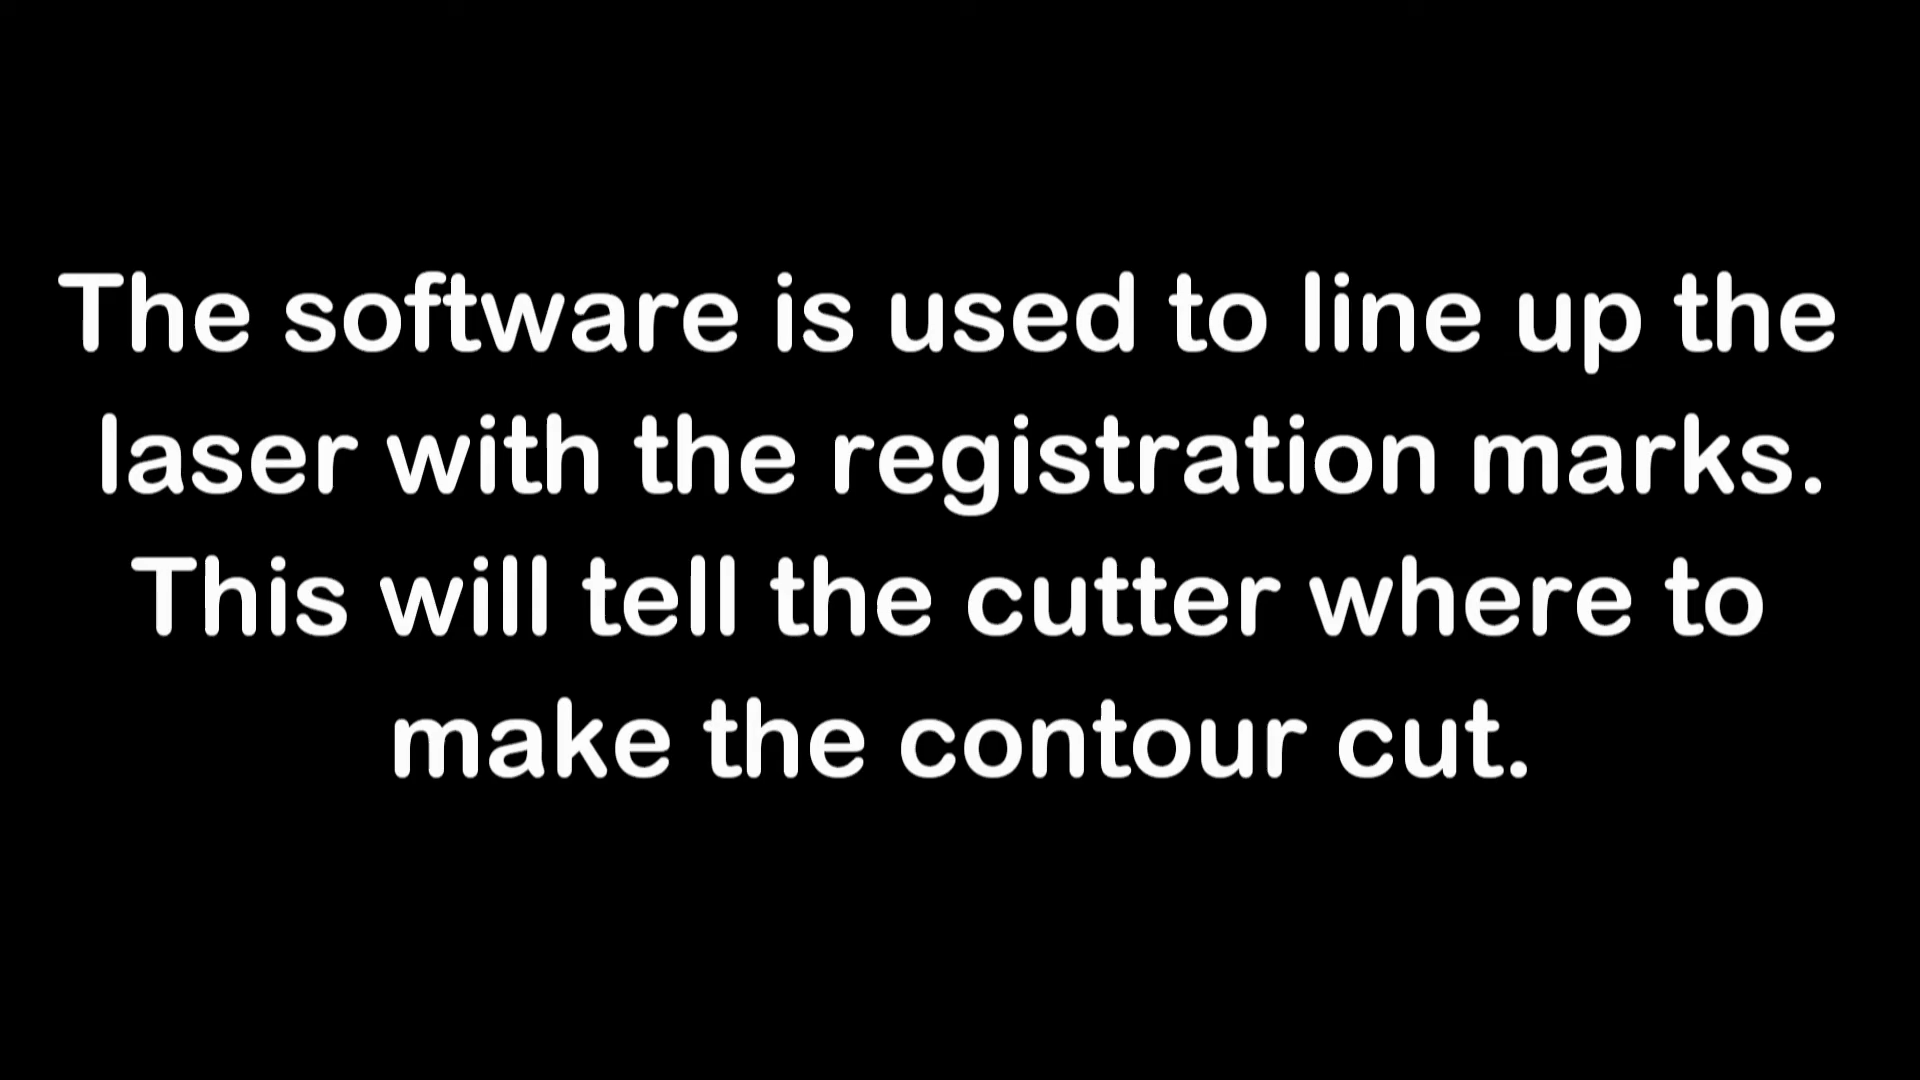 The software is used to line up the
laser with the registration marks.
This will tell the cutter where to
make the contour cut.